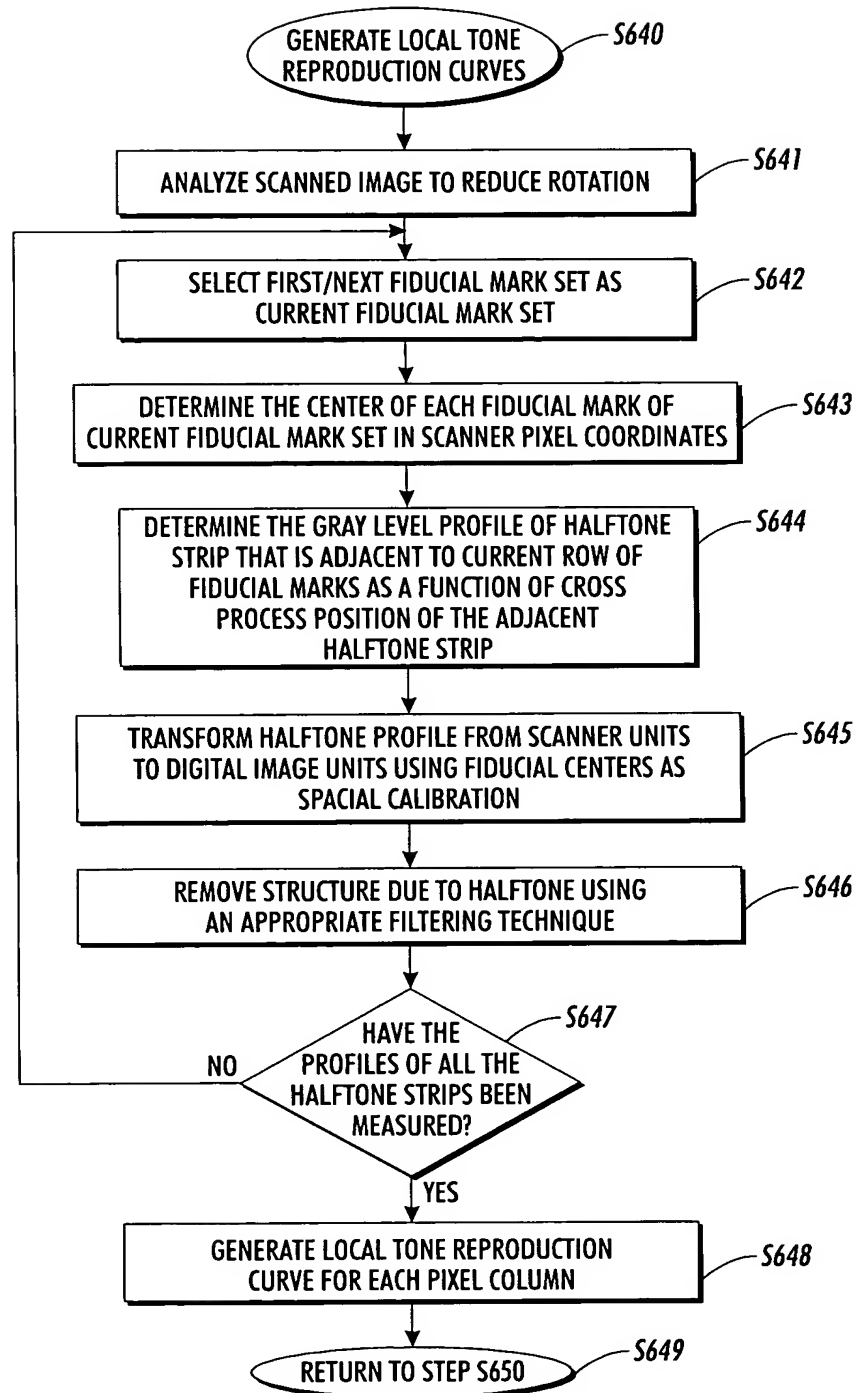 GENERATE LOCAL TONE
REPRODUCTION CURVES
S640
ANALYZE SCANNED IMAGE TO REDUCE ROTATION
S641
SELECT FIRST/NEXT FIDUCIAL MARK SET AS
CURRENT FIDUCIAL MARK SET
S642
DETERMINE THE CENTER OF EACH FIDUCIAL MARK OF
CURRENT FIDUCIAL MARK SET IN SCANNER PIXEL COORDINATES
S643
DETERMINE THE GRAY LEVEL PROFILE OF HALFTONE
STRIP THAT IS ADJACENT TO CURRENT ROW OF
FIDUCIAL MARKS AS A FUNCTION OF CROSS
PROCESS POSITION OF THE ADJACENT
HALFTONE STRIP
S644
TRANSFORM HALFTONE PROFILE FROM SCANNER UNITS
TO DIGITAL IMAGE UNITS USING FIDUCIAL CENTERS AS
SPACIAL CALIBRATION
S645
REMOVE STRUCTURE DUE TO HALFTONE USING
AN APPROPRIATE FILTERING TECHNIQUE
S646
HAVE THE
PROFILES OF ALL THE
HALFTONE STRIPS BEEN
MEASURED?
S647
NO
YES
GENERATE LOCAL TONE REPRODUCTION
CURVE FOR EACH PIXEL COLUMN
S648
RETURN TO STEP S650
S649